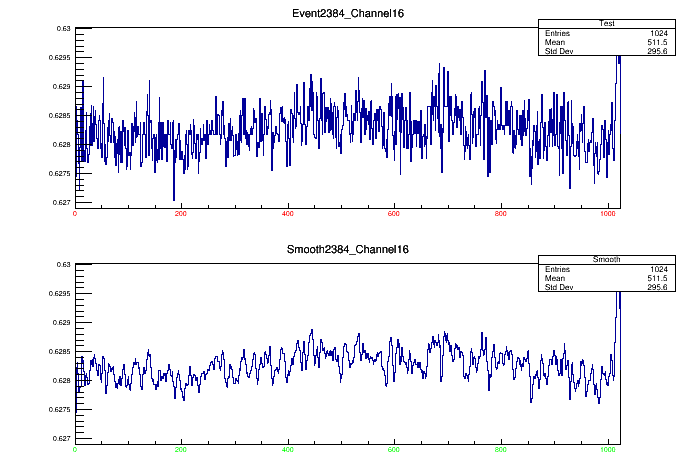 Event2384_Channel16
Test
Entries 1024
Mean 511.5
Std Dev 295.6
0.63
0.6295
0.629
0.6285
0.628
0.6275
0.627
0 200 400 600 800 1000
Smooth2384_Channel16
Smooth
Entries 1024
Mean 511.5
Std Dev 295.6
0.63
0.6295
0.629
0.6285
0.628
0.6275
0.627
0 200 400 600 800 1000